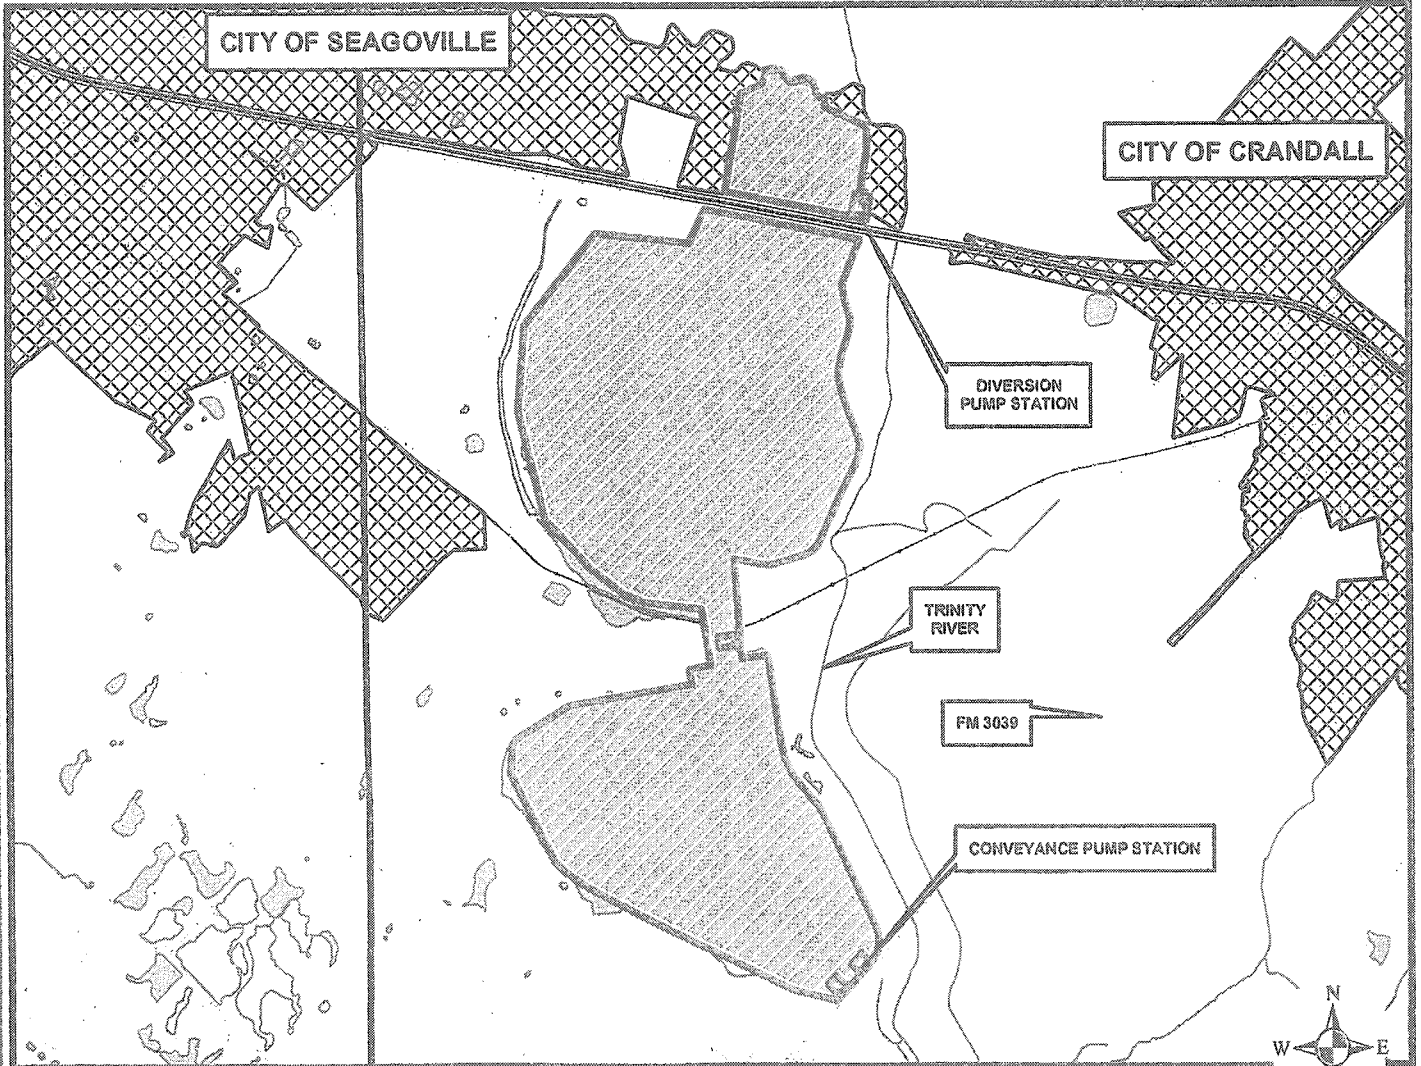 CITY OF SEAGOVILLE
CITY OF CRANDALL
DIVERSION
PUMP STATION
TRINITY
RIVER
FM 3039
CONVEYANCE PUMP STATION
N
W E